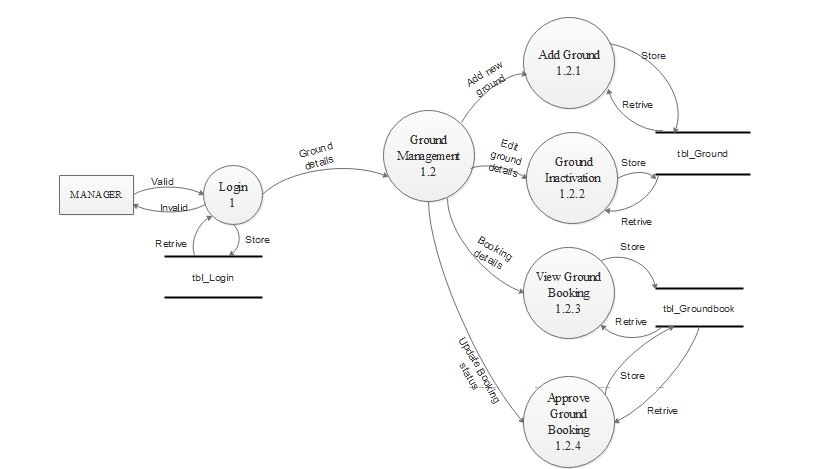 MANAGER
Valid
Invalid
Login
1
Retrive
Store
tbl_Login
Ground
details
Ground
Management
1.2
Add new
ground
Edit
ground
details
Booking
details
Update Booking
status
Add Ground
1.2.1
Store
Retrive
tbl_Ground
Ground
Inactivation
1.2.2
Store
Retrive
View Ground
Booking
1.2.3
Store
Retrive
tbl_Groundbook
Approve
Ground
Booking
1.2.4
Store
Retrive